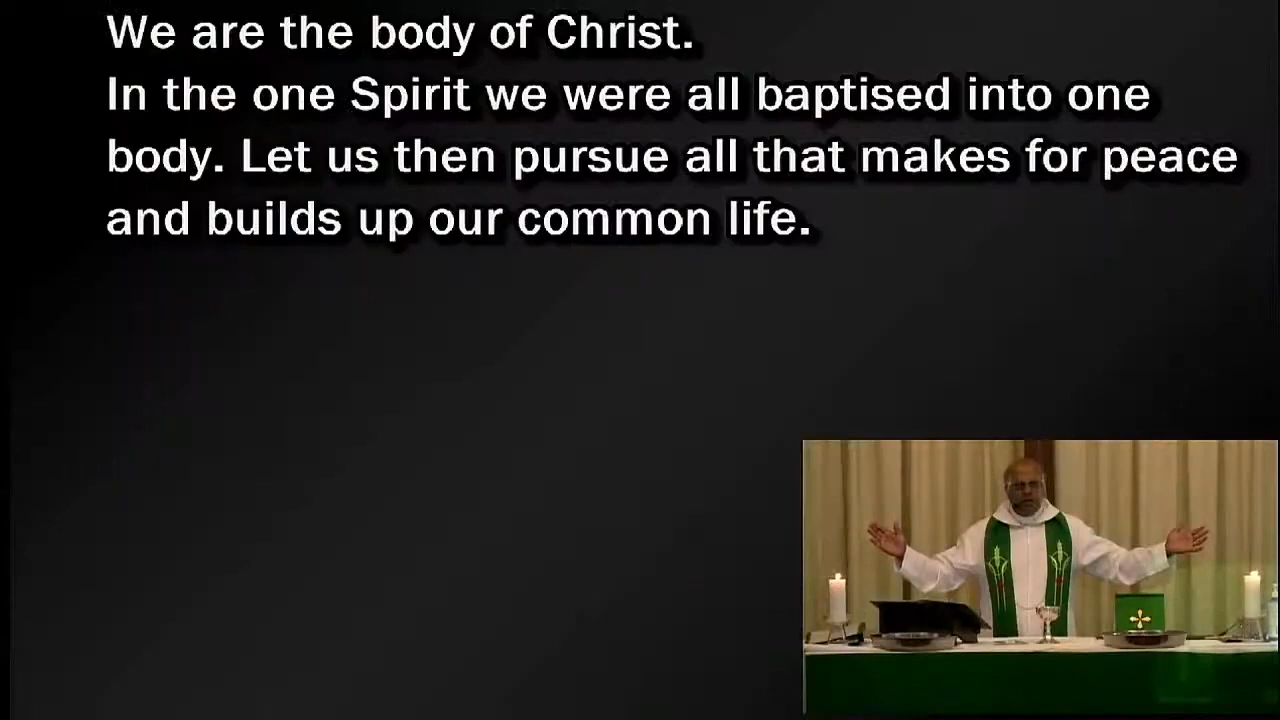 We are the body of Christ.
In the one Spirit we were all baptised into one
body. Let us then pursue all that makes for peace
and builds up our common life.